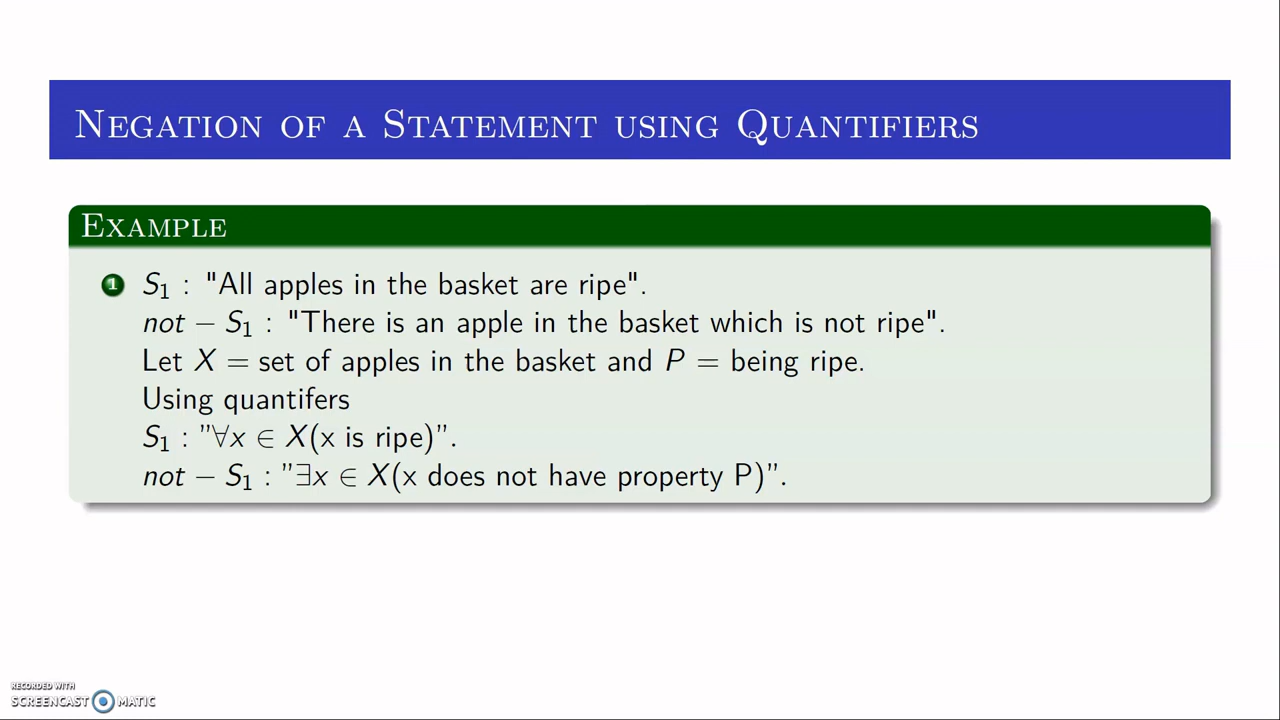 NEGATION OF A STATEMENT USING QUANTIFIERS
EXAMPLE
1 S₁ : "All apples in the basket are ripe".
not − S₁ : "There is an apple in the basket which is not ripe".
Let X = set of apples in the basket and P = being ripe.
Using quantifers
S₁ : ”∀x ∈ X(x is ripe)”.
not − S₁ : ”∃x ∈ X(x does not have property P)”.
RECORDED WITH
SCREENCAST MATIC